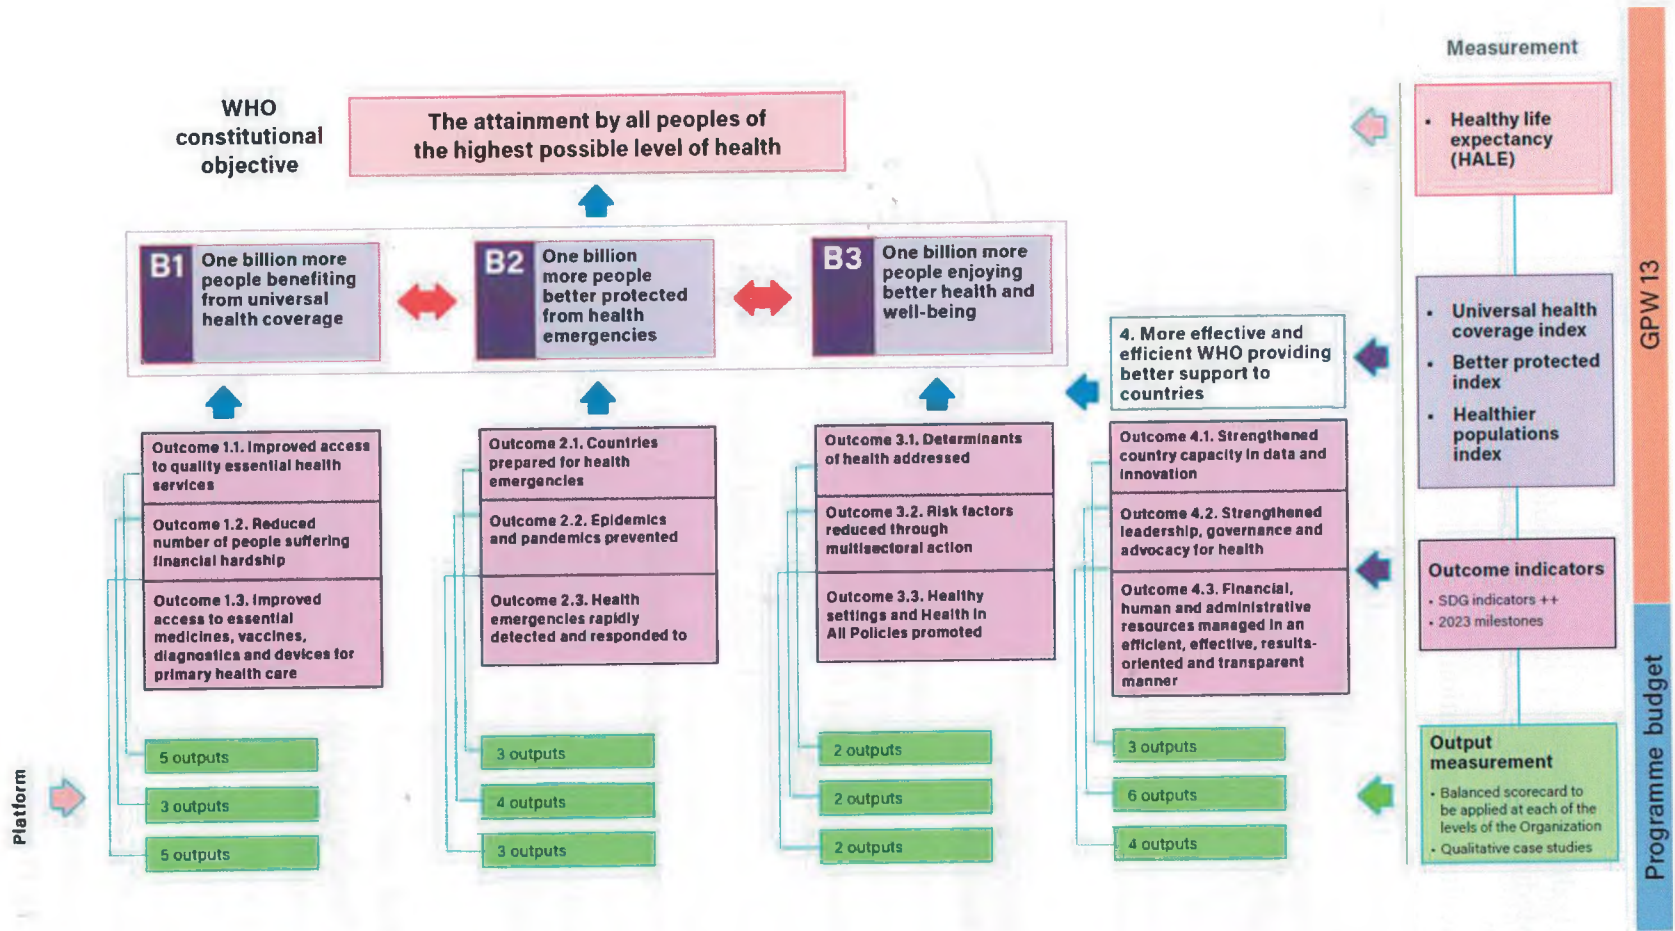 Measurement
WHO
constitutional
objective
The attainment by all peoples of
the highest possible level of health
• Healthy life
expectancy
(HALE)
B1
One billion more
people benefiting
from universal
health coverage
B2
One billion
more people
better protected
from health
emergencies
B3
One billion more
people enjoying
better health and
well-being
4. More effective and
efficient WHO providing
better support to
countries
• Universal health
coverage index
• Better protected
index
• Healthier
populations
index
GPW 13
Outcome 1.1. Improved access
to quality essential health
services
Outcome 1.2. Reduced
number of people suffering
financial hardship
Outcome 1.3. Improved
access to essential
medicines, vaccines,
diagnostics and devices for
primary health care
Outcome 2.1. Countries
prepared for health
emergencies
Outcome 2.2. Epidemics
and pandemics prevented
Outcome 2.3. Health
emergencies rapidly
detected and responded to
Outcome 3.1. Determinants
of health addressed
Outcome 3.2. Risk factors
reduced through
multisectoral action
Outcome 3.3. Healthy
settings and Health in
All Policies promoted
Outcome 4.1. Strengthened
country capacity in data and
innovation
Outcome 4.2. Strengthened
leadership, governance and
advocacy for health
Outcome 4.3. Financial,
human and administrative
resources managed in an
efficient, effective, results-
oriented and transparent
manner
Outcome indicators
• SDG indicators ++
• 2023 milestones
Platform
5 outputs
3 outputs
5 outputs
3 outputs
4 outputs
3 outputs
2 outputs
2 outputs
2 outputs
3 outputs
6 outputs
4 outputs
Output
measurement
• Balanced scorecard to
be applied at each of the
levels of the Organization
• Qualitative case studies
Programme budget